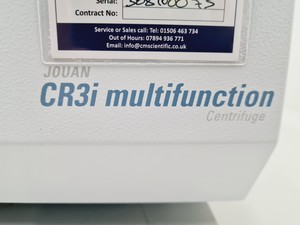 Serial:
Contract No:
Service or Sales call/ Tel: 01506 463 734
Out of Hours: 07894 936 771
Email: info@cmscientific.co.uk
JOUAN
CR3i multifunction
Centrifuge